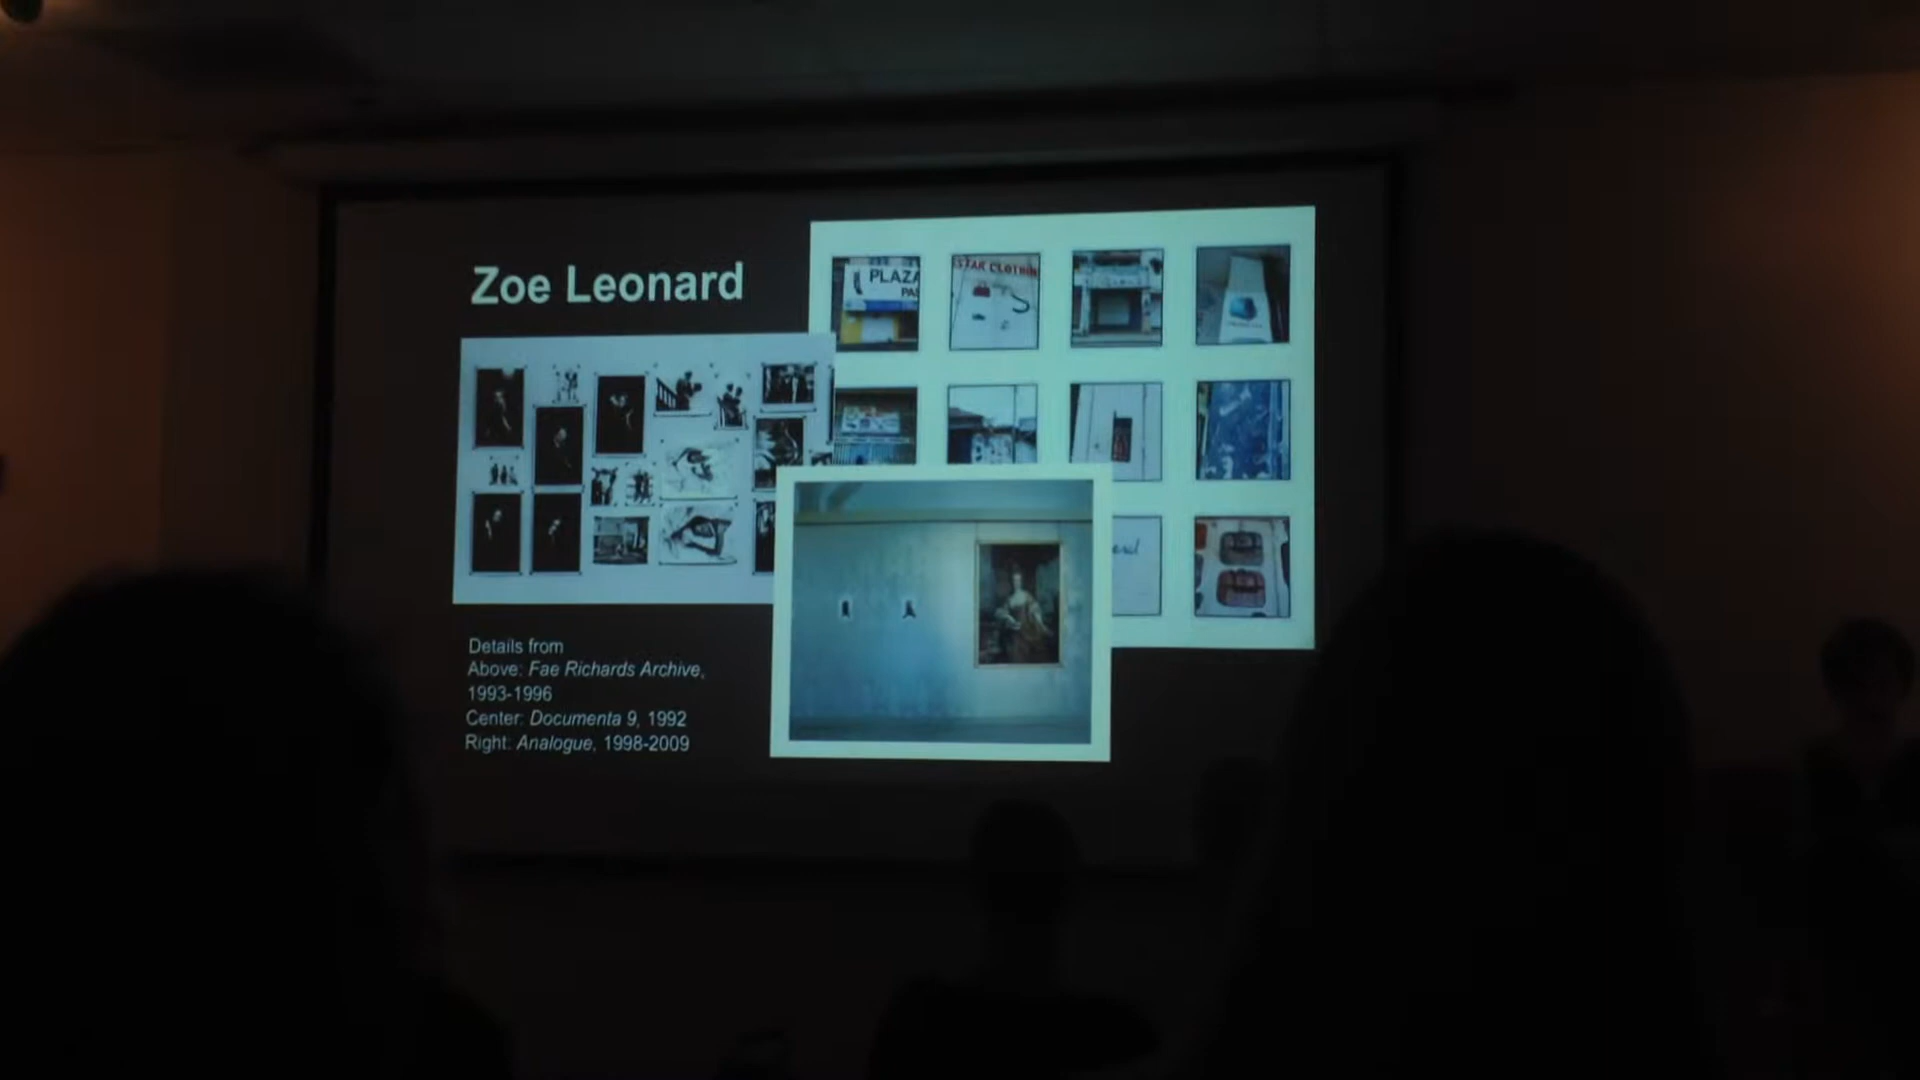 Zoe Leonard
PLAZA
PA
STAR CLOTHIN
Details from
Above: Fae Richards Archive,
1993-1996
Center: Documenta 9, 1992
Right: Analogue, 1998-2009